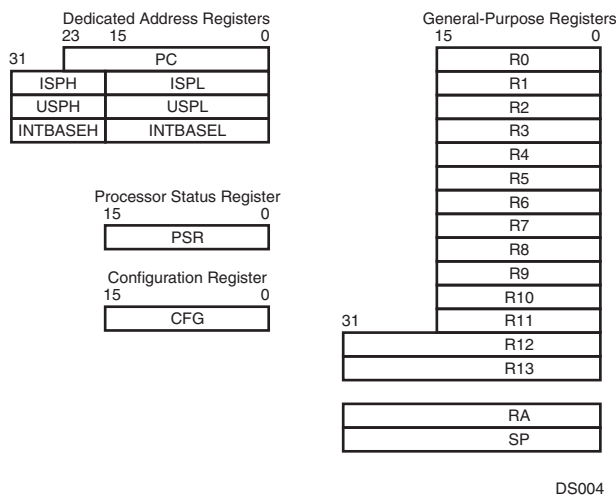 Dedicated Address Registers
23 15 0
31
PC
ISPH ISPL
USPH USPL
INTBASEH INTBASEL
Processor Status Register
15 0
PSR
Configuration Register
15 0
CFG
General-Purpose Registers
15 0
R0
R1
R2
R3
R4
R5
R6
R7
R8
R9
R10
31 R11
R12
R13
RA
SP
DS004